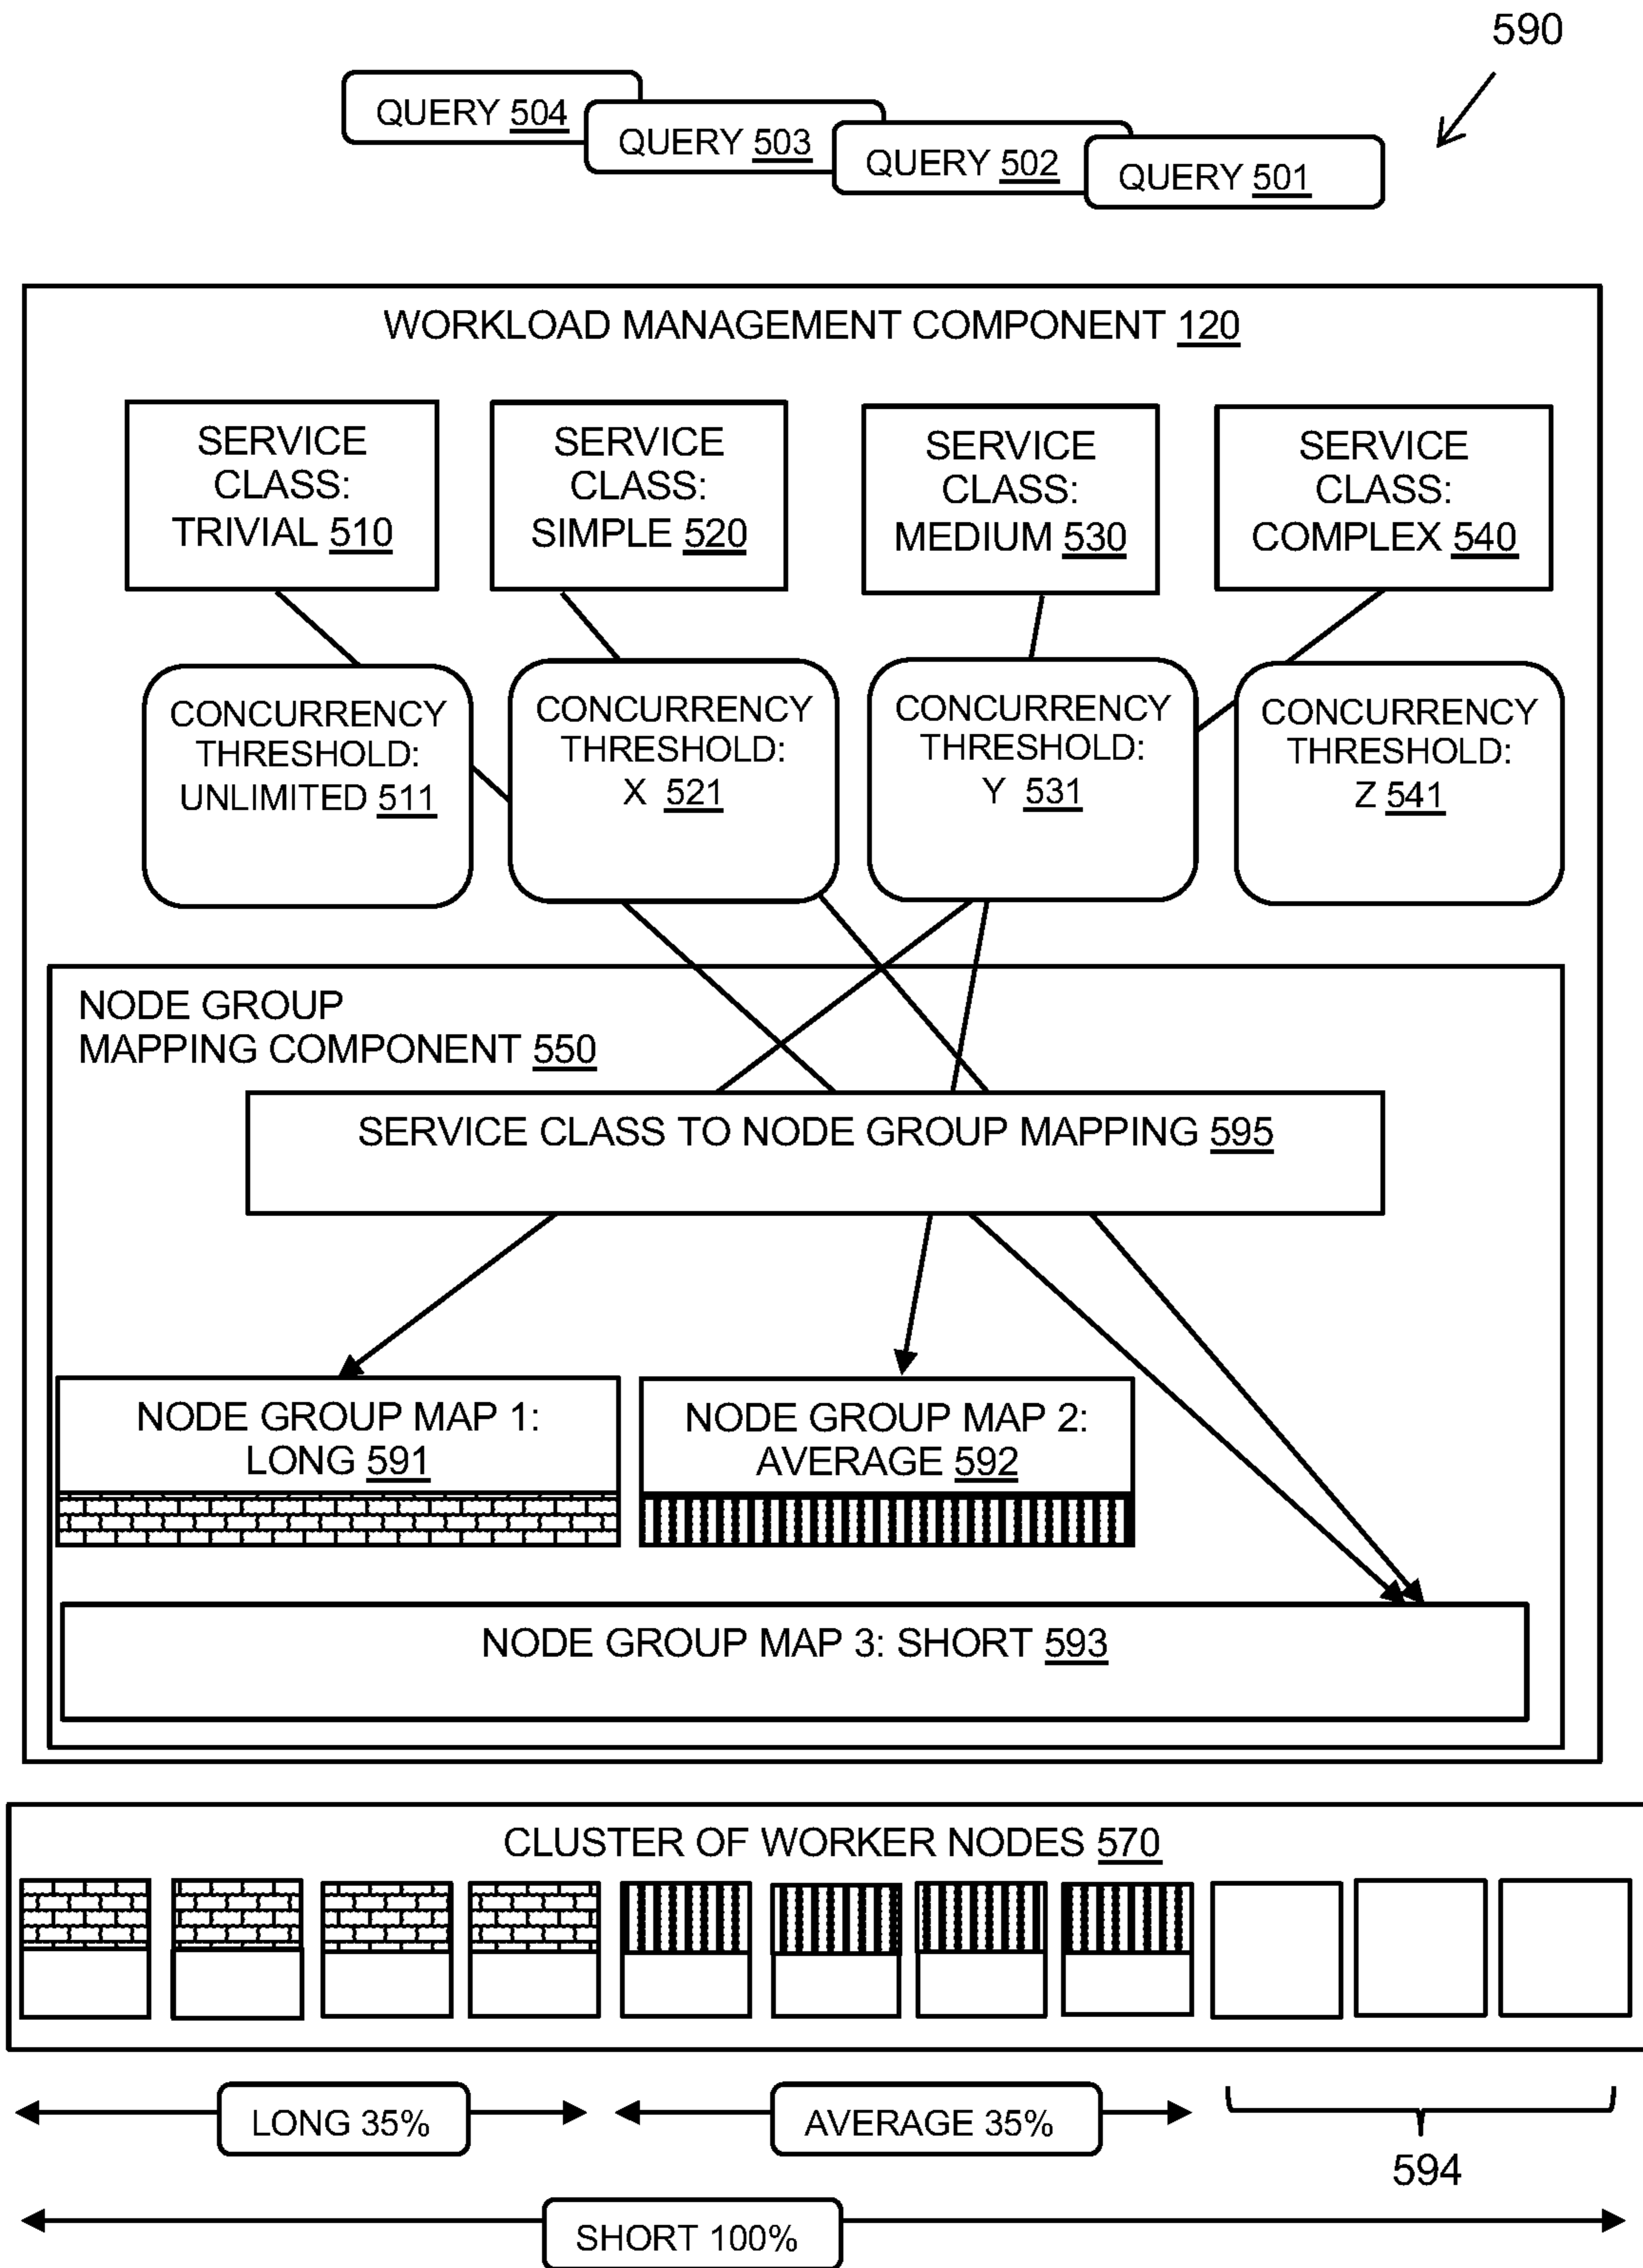 590
QUERY 504
QUERY 503
QUERY 502
QUERY 501
WORKLOAD MANAGEMENT COMPONENT 120
SERVICE
CLASS:
TRIVIAL 510
SERVICE
CLASS:
SIMPLE 520
SERVICE
CLASS:
MEDIUM 530
SERVICE
CLASS:
COMPLEX 540
CONCURRENCY
THRESHOLD:
UNLIMITED 511
CONCURRENCY
THRESHOLD:
X 521
CONCURRENCY
THRESHOLD:
Y 531
CONCURRENCY
THRESHOLD:
Z 541
NODE GROUP
MAPPING COMPONENT 550
SERVICE CLASS TO NODE GROUP MAPPING 595
NODE GROUP MAP 1:
LONG 591
NODE GROUP MAP 2:
AVERAGE 592
NODE GROUP MAP 3: SHORT 593
CLUSTER OF WORKER NODES 570
LONG 35%
AVERAGE 35%
594
SHORT 100%